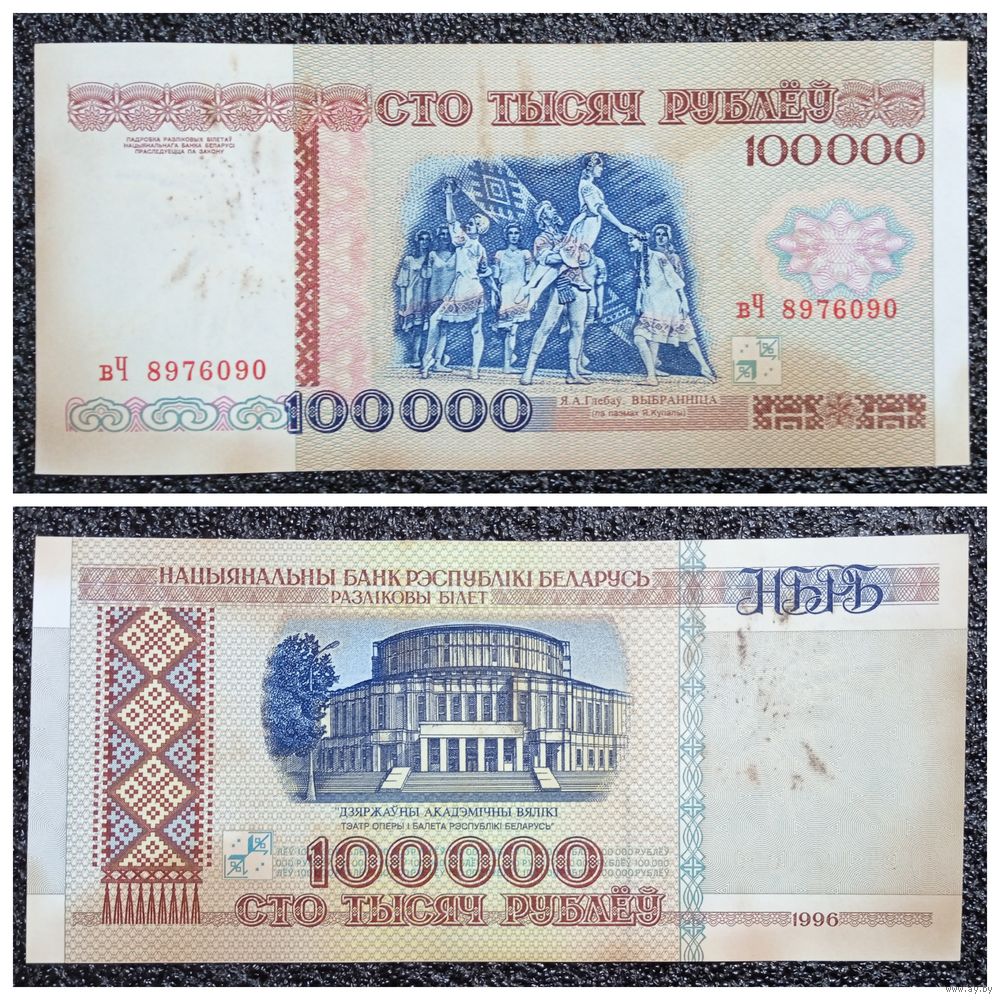 СТО ТЫСЯЧ РУБЛЁЎ
100000
ПАДРОБКА РАЗЛІКОВЫХ БІЛЕТАЎ
НАЦЫЯНАЛЬНАГА БАНКА БЕЛАРУСІ
ПРАСЛЕДУЕЦЦА ПА ЗАКОНУ
вЧ 8976090
вЧ 8976090
100000
Я.А.Глебаў. ВЫБРАННІЦА
(па паэмах Я.Купалы)
НАЦЫЯНАЛЬНЫ БАНК РЭСПУБЛІКІ БЕЛАРУСЬ
РАЗЛІКОВЫ БІЛЕТ
НБРБ
"ДЗЯРЖАЎНЫ АКАДЭМІЧНЫ ВЯЛІКІ
ТЭАТР ОПЕРЫ І БАЛЕТА РЭСПУБЛІКІ БЕЛАРУСЬ"
100000
СТО ТЫСЯЧ РУБЛЁЎ
1996
www.ay.by